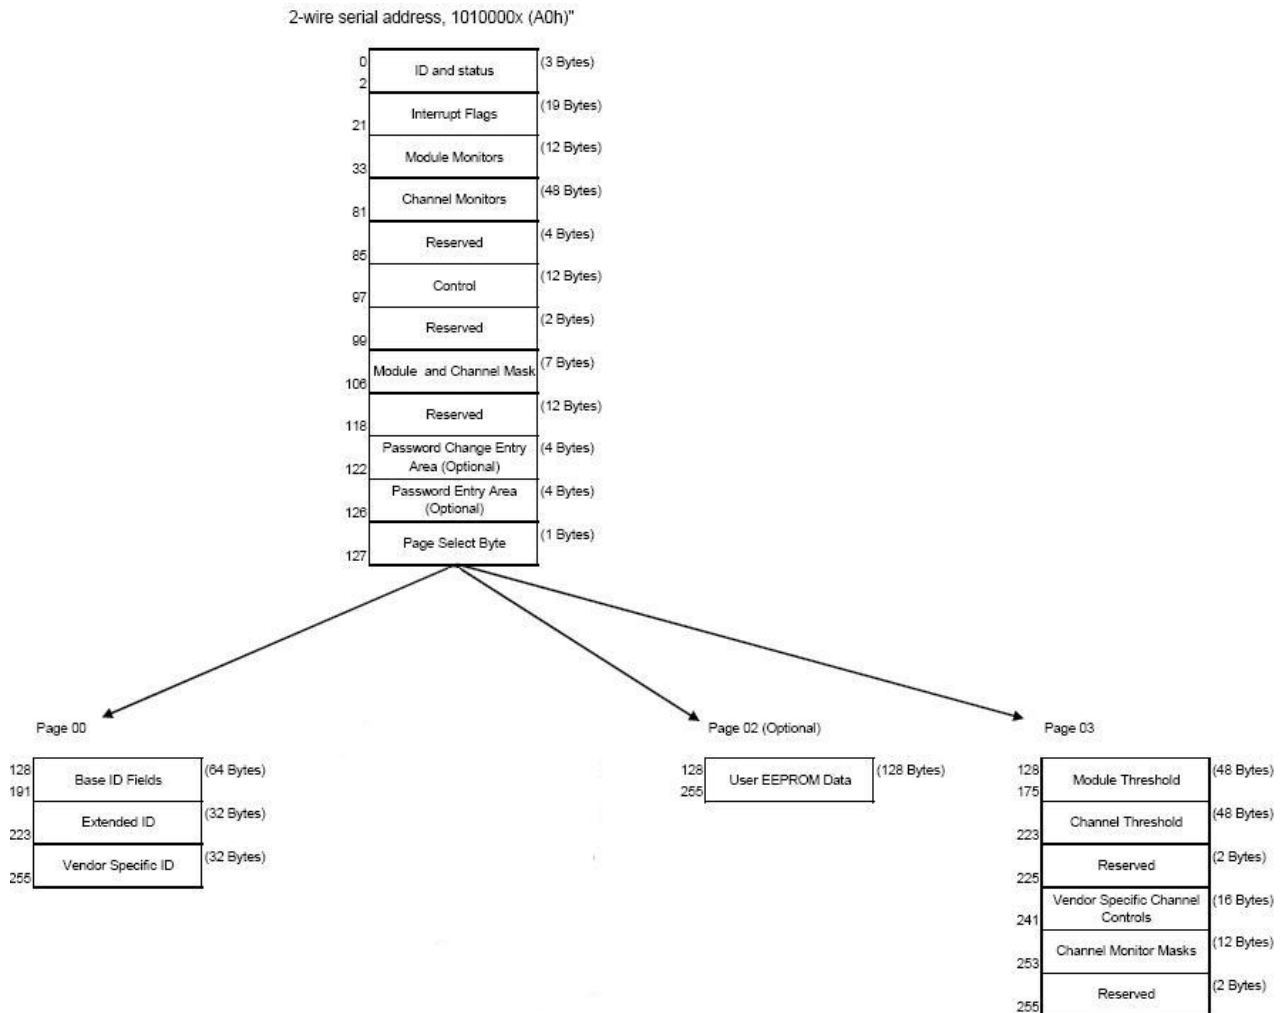 2-wire serial address, 1010000x (A0h)"
0 ID and status (3 Bytes)
2
Interrupt Flags (19 Bytes)
21
Module Monitors (12 Bytes)
33
Channel Monitors (48 Bytes)
81
Reserved (4 Bytes)
85
Control (12 Bytes)
97
Reserved (2 Bytes)
99
Module and Channel Mask (7 Bytes)
106
Reserved (12 Bytes)
118
Password Change Entry (4 Bytes)
122 Area (Optional)
Password Entry Area (4 Bytes)
126 (Optional)
Page Select Byte (1 Bytes)
127
Page 00
128 Base ID Fields (64 Bytes)
191
Extended ID (32 Bytes)
223
Vendor Specific ID (32 Bytes)
255
Page 02 (Optional)
128 User EEPROM Data (128 Bytes)
255
Page 03
128 Module Threshold (48 Bytes)
175
Channel Threshold (48 Bytes)
223
Reserved (2 Bytes)
225
Vendor Specific Channel (16 Bytes)
241 Controls
Channel Monitor Masks (12 Bytes)
253
Reserved (2 Bytes)
255